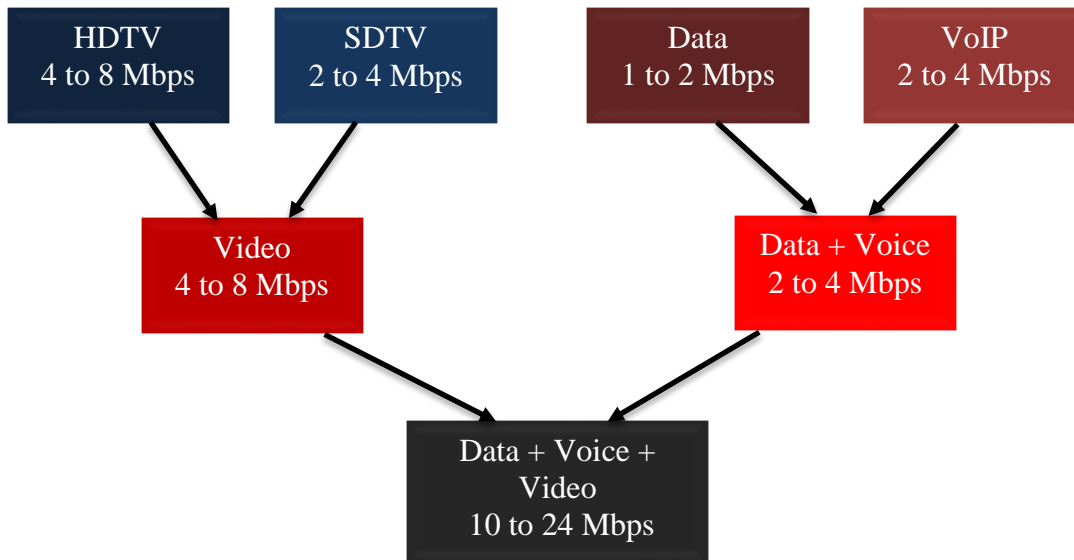 HDTV
4 to 8 Mbps
SDTV
2 to 4 Mbps
Data
1 to 2 Mbps
VoIP
2 to 4 Mbps
Video
4 to 8 Mbps
Data + Voice
2 to 4 Mbps
Data + Voice +
Video
10 to 24 Mbps